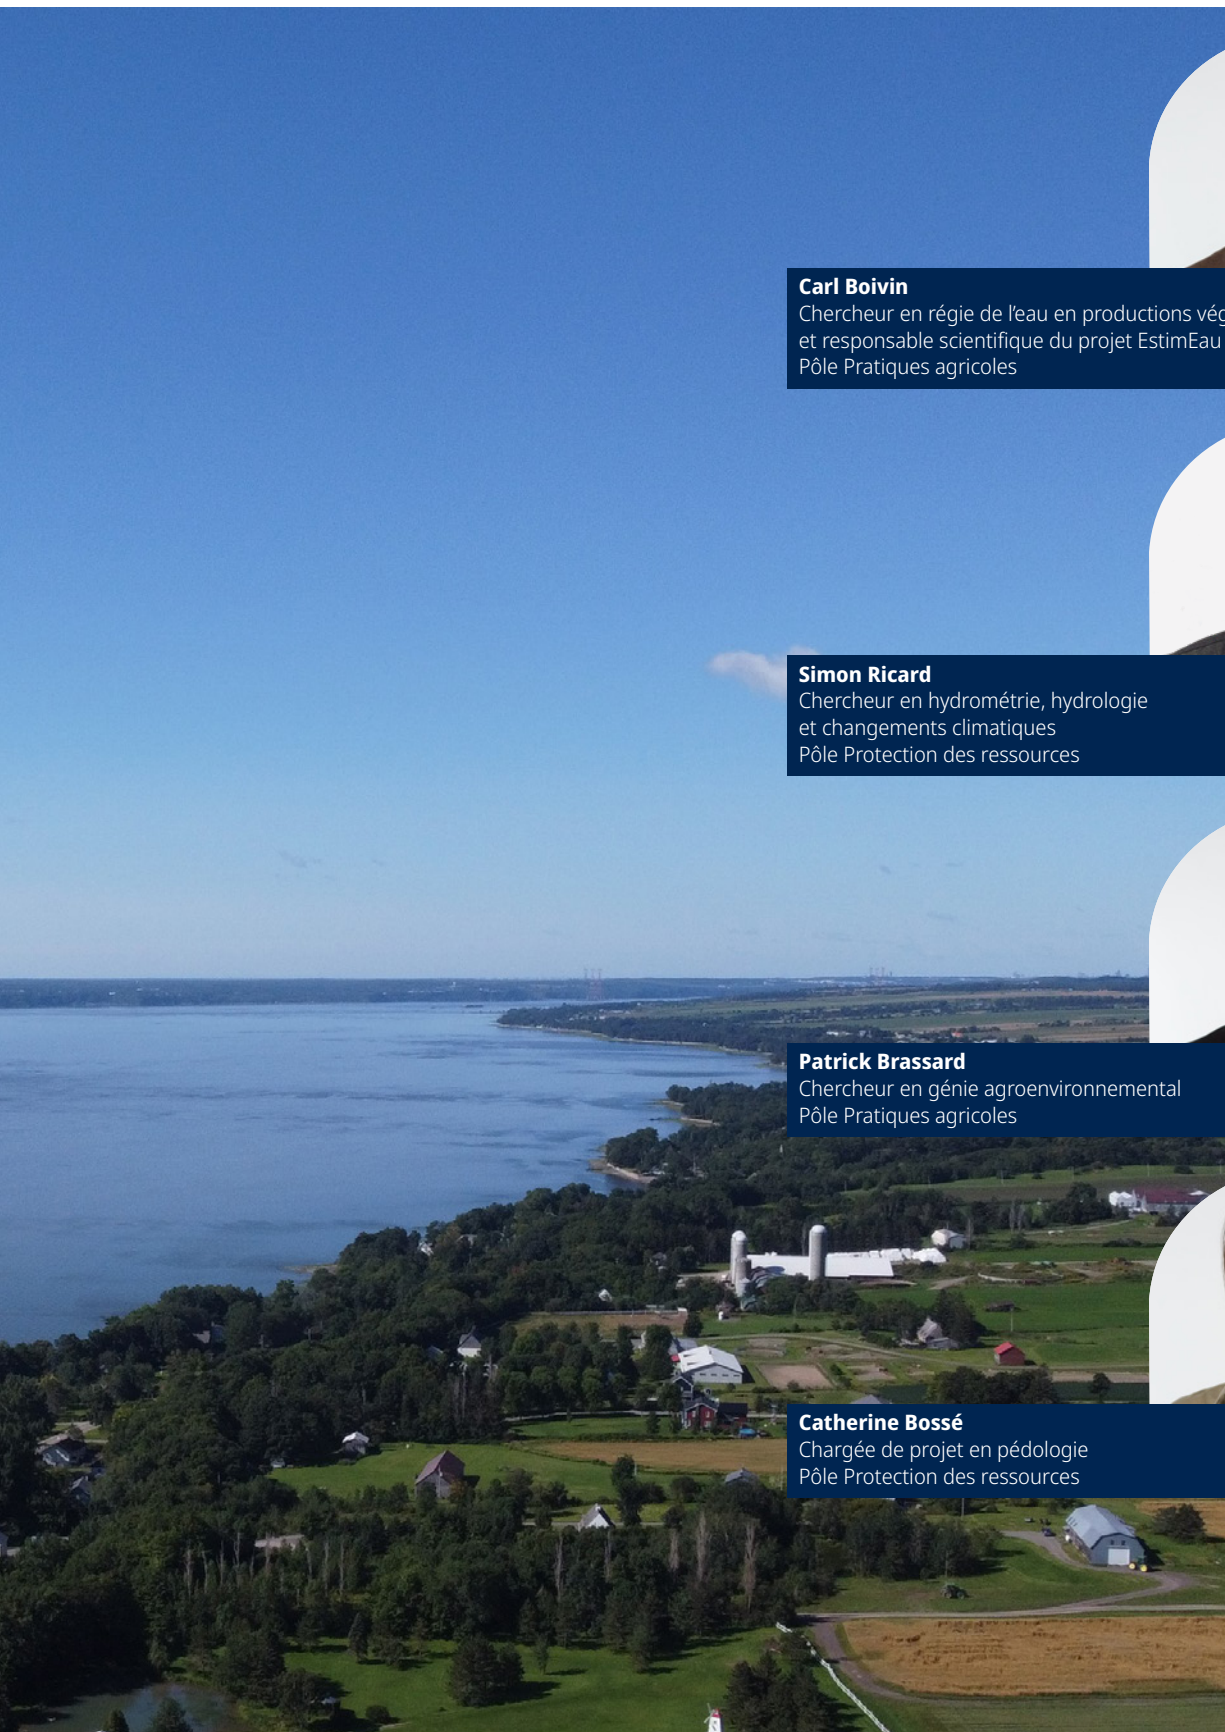 Carl Boivin
Chercheur en régie de l’eau en productions
et responsable scientifique du projet EstimEau
Pôle Pratiques agricoles
Simon Ricard
Chercheur en hydrométrie, hydrologie
et changements climatiques
Pôle Protection des ressources
Patrick Brassard
Chercheur en génie agroenvironnemental
Pôle Pratiques agricoles
Catherine Bossé
Chargée de projet en pédologie
Pôle Protection des ressources